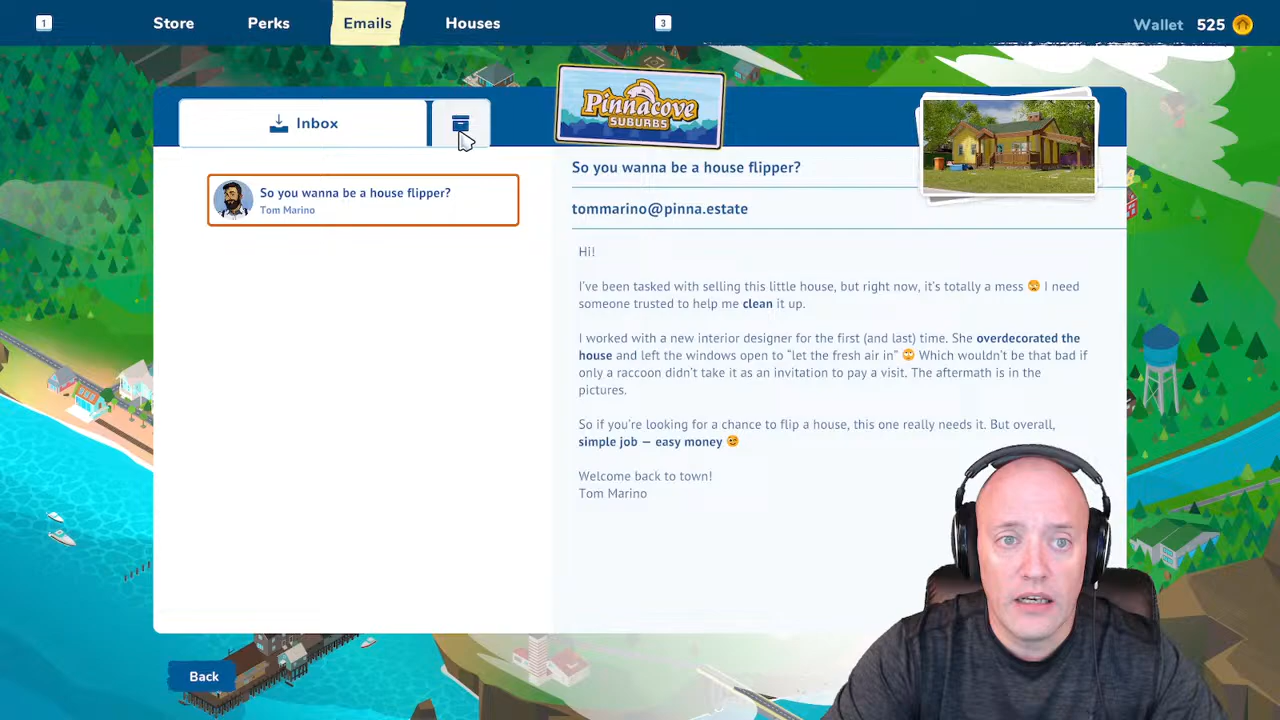 1 Store Perks Emails Houses 3 Wallet 525
Inbox
Pinnacove
SUBURBS
So you wanna be a house flipper?
Tom Marino
So you wanna be a house flipper?
tommarino@pinna.estate
Hi!
I've been tasked with selling this little house, but right now, it's totally a mess 😫 I need
someone trusted to help me clean it up.
I worked with a new interior designer for the first (and last) time. She overdecorated the
house and left the windows open to "let the fresh air in" 🙄 Which wouldn't be that bad if
only a raccoon didn't take it as an invitation to pay a visit. The aftermath is in the
pictures.
So if you're looking for a chance to flip a house, this one really needs it. But overall,
simple job — easy money 😉
Welcome back to town!
Tom Marino
Back